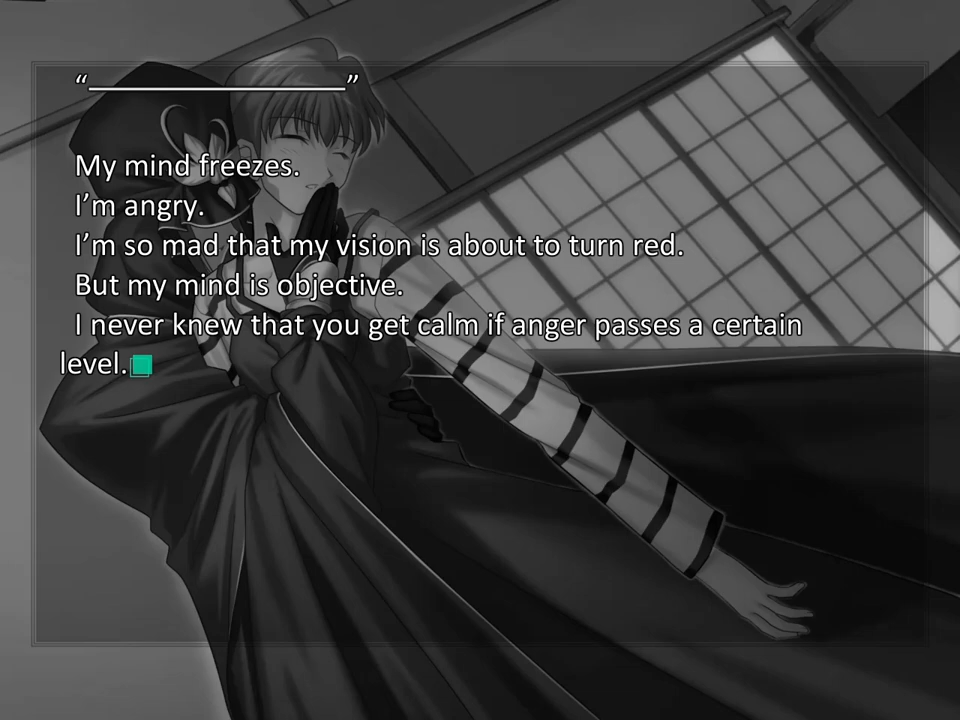 “――――――――――”
My mind freezes.
I’m angry.
I’m so mad that my vision is about to turn red.
But my mind is objective.
I never knew that you get calm if anger passes a certain
level.